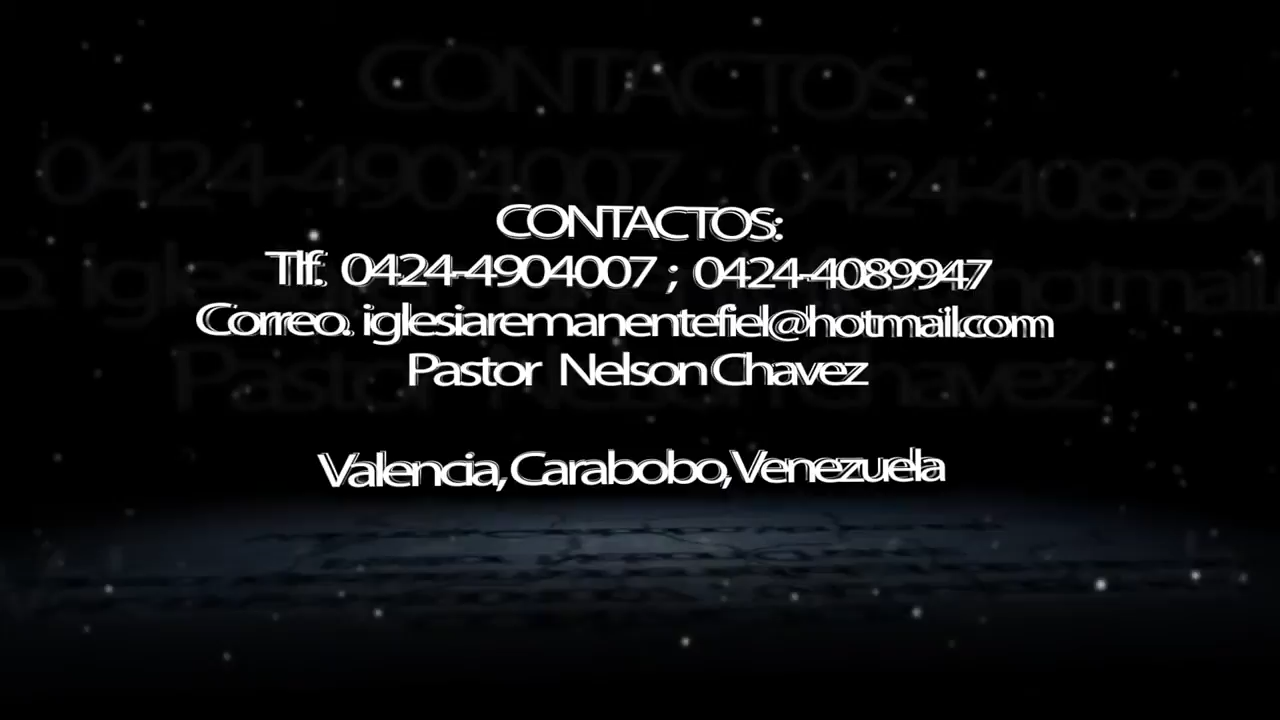 CONTACTOS:
Tlf. 0424-4904007 ; 0424-4089947
Correo. iglesiaremanentefiel@hotmail.com
Pastor Nelson Chavez
Valencia, Carabobo, Venezuela